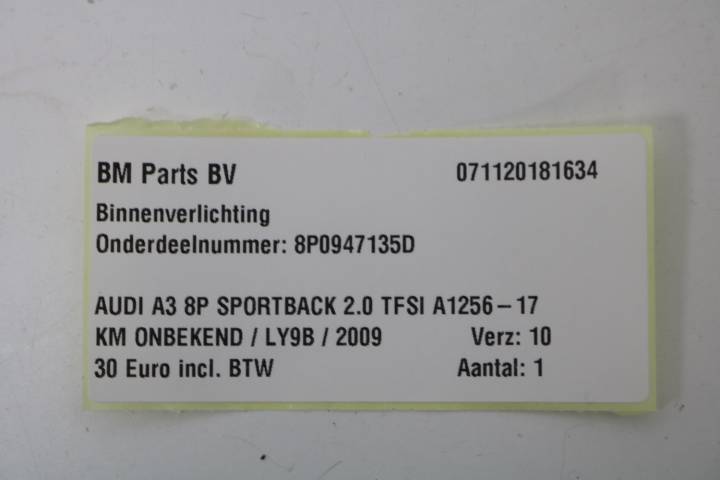 BM Parts BV 071120181634
Binnenverlichting
Onderdeelnummer: 8P0947135D
AUDI A3 8P SPORTBACK 2.0 TFSI A1256-17
KM ONBEKEND / LY9B / 2009 Verz: 10
30 Euro incl. BTW Aantal: 1